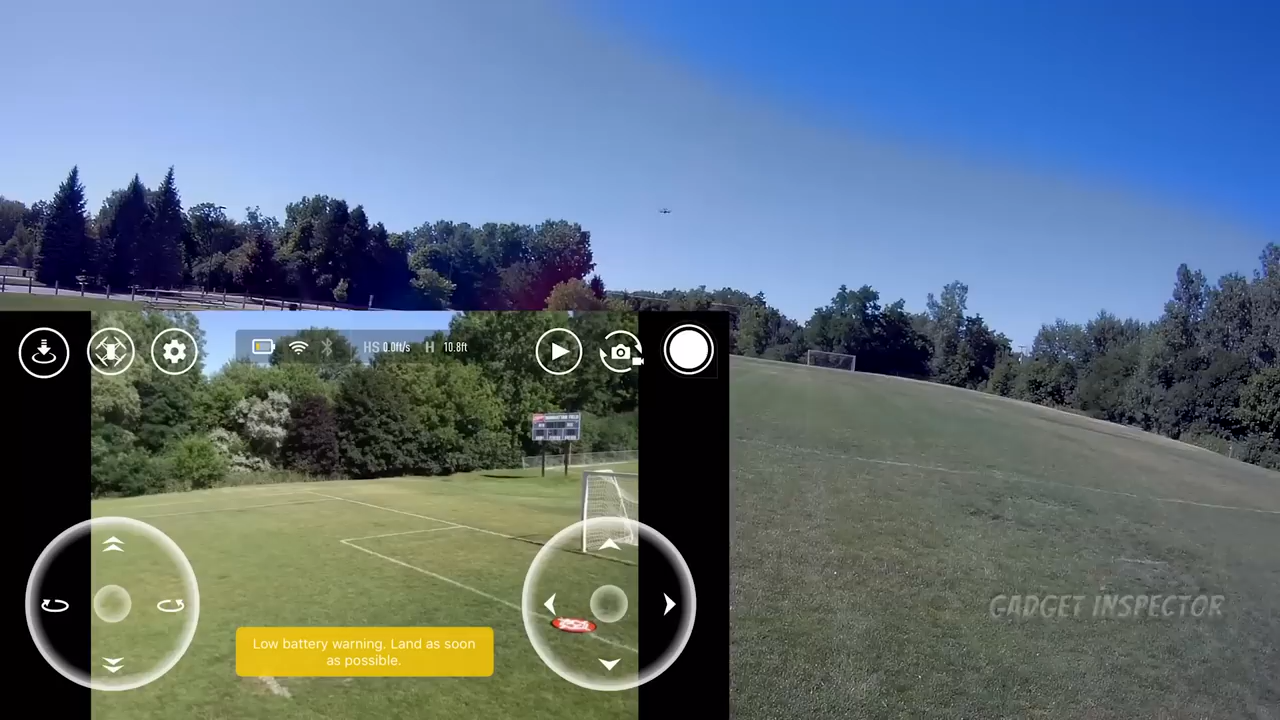 HS 0.0ft/s H 10.8ft
Low battery warning. Land as soon
as possible.
GADGET INSPECTOR